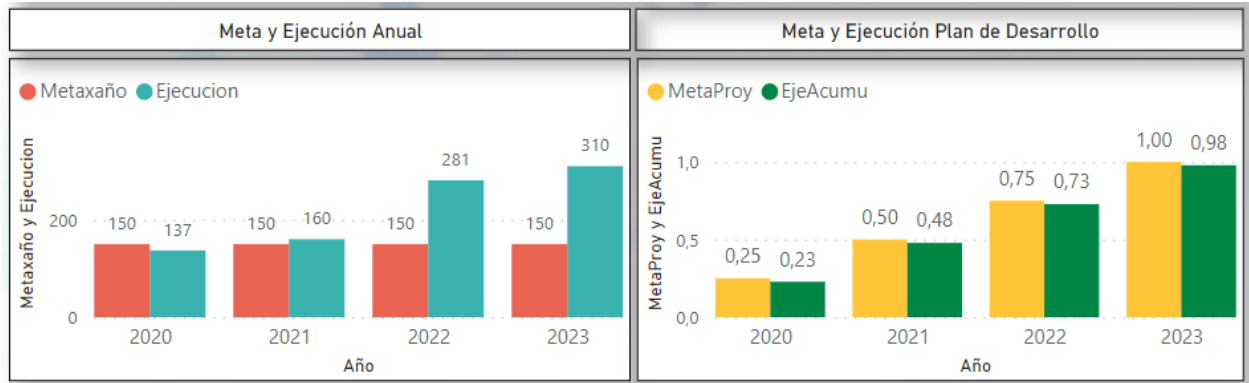 Meta y Ejecución Anual
Metaxaño Ejecucion
Metaxaño y Ejecucion
200
0
150 137
150 160
150 281
150 310
2020 2021 2022 2023
Año
Meta y Ejecución Plan de Desarrollo
MetaProy EjeAcumu
MetaProy y EjeAcumu
1,0
0,5
0,0
0,25 0,23
0,50 0,48
0,75 0,73
1,00 0,98
2020 2021 2022 2023
Año